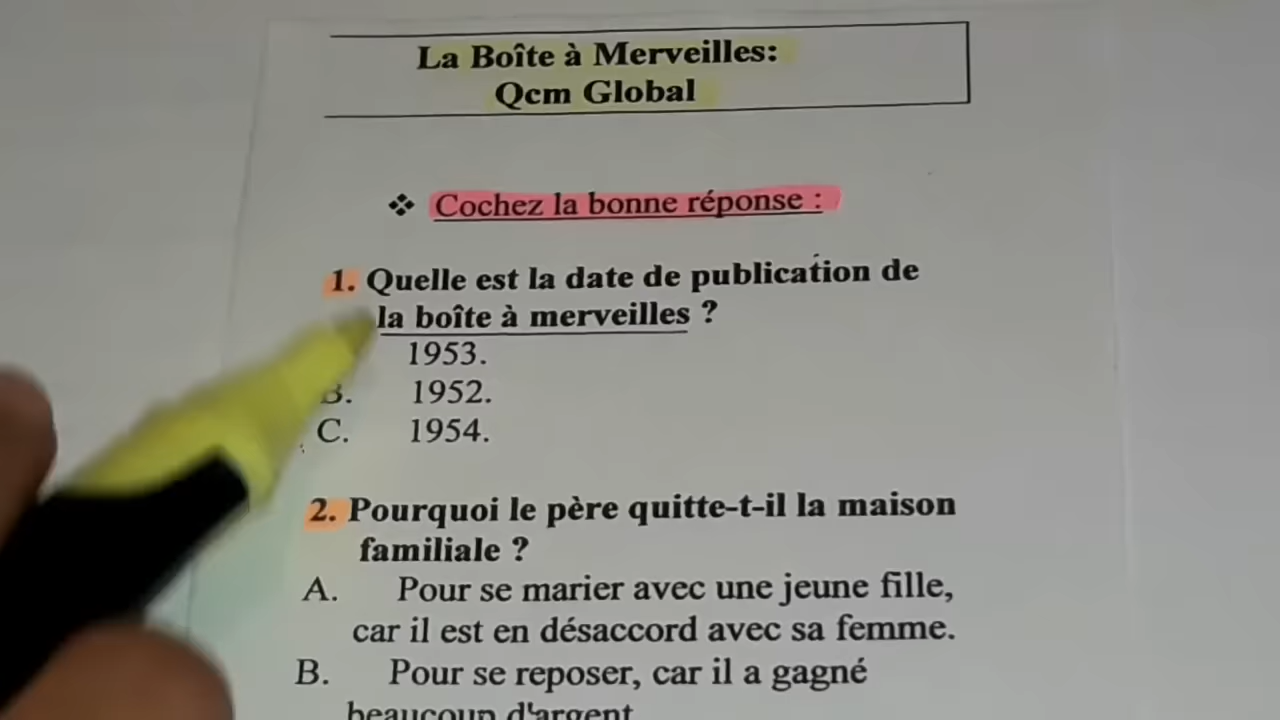 La Boîte à Merveilles:
Qcm Global
❖ Cochez la bonne réponse :
1. Quelle est la date de publication de
la boîte à merveilles ?
1953.
B. 1952.
C. 1954.
2. Pourquoi le père quitte-t-il la maison
familiale ?
A. Pour se marier avec une jeune fille,
car il est en désaccord avec sa femme.
B. Pour se reposer, car il a gagné
beaucoup d'argent